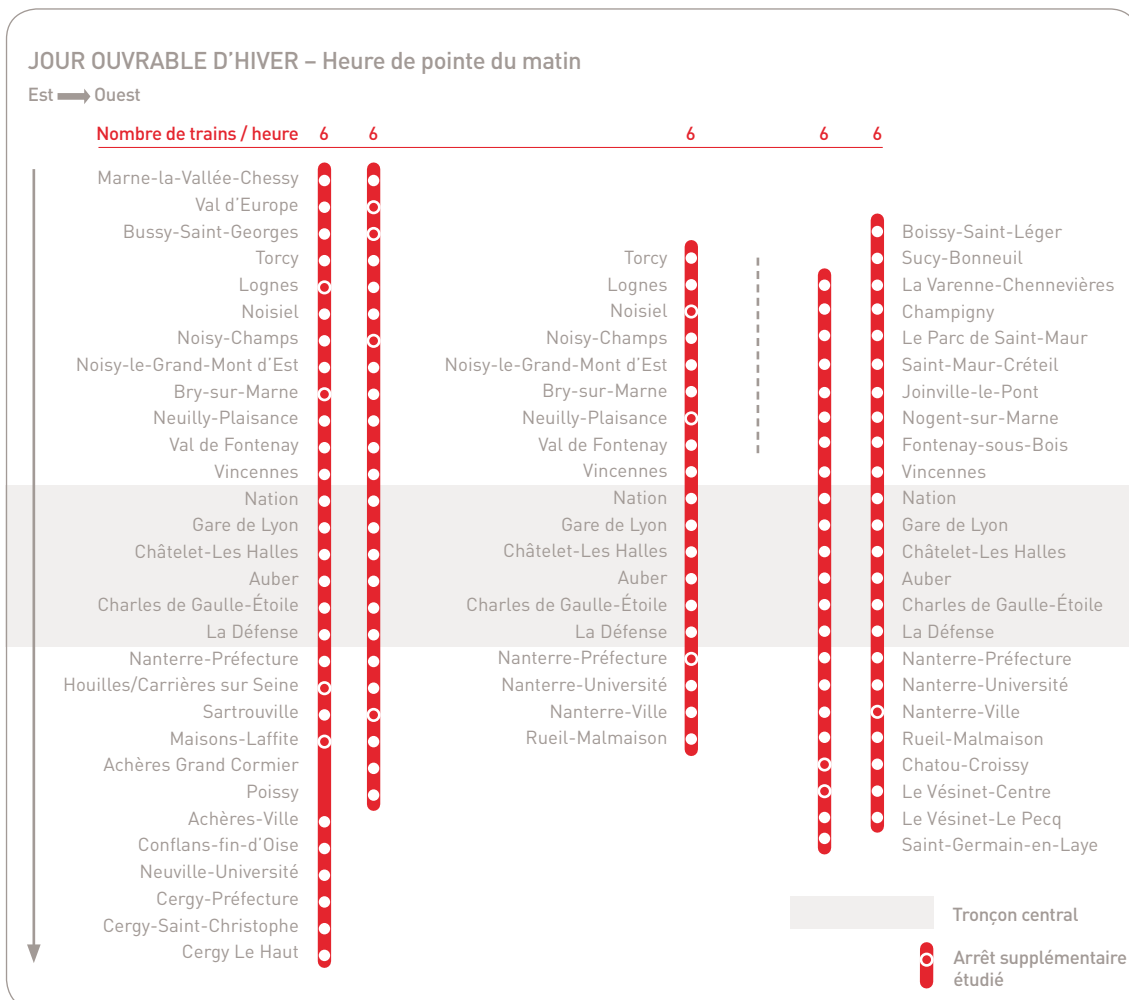 JOUR OUVRABLE D'HIVER – Heure de pointe du matin
Est Ouest
Nombre de trains / heure 6 6 6 6 6
Marne-la-Vallée-Chessy
Val d'Europe
Bussy-Saint-Georges
Torcy
Lognes
Noisiel
Noisy-Champs
Noisy-le-Grand-Mont d'Est
Bry-sur-Marne
Neuilly-Plaisance
Val de Fontenay
Vincennes
Nation
Gare de Lyon
Châtelet-Les Halles
Auber
Charles de Gaulle-Étoile
La Défense
Nanterre-Préfecture
Houilles/Carrières sur Seine
Sartrouville
Maisons-Laffite
Achères Grand Cormier
Poissy
Achères-Ville
Conflans-fin-d'Oise
Neuville-Université
Cergy-Préfecture
Cergy-Saint-Christophe
Cergy Le Haut
Torcy
Lognes
Noisiel
Noisy-Champs
Noisy-le-Grand-Mont d'Est
Bry-sur-Marne
Neuilly-Plaisance
Val de Fontenay
Vincennes
Nation
Gare de Lyon
Châtelet-Les Halles
Auber
Charles de Gaulle-Étoile
La Défense
Nanterre-Préfecture
Nanterre-Université
Nanterre-Ville
Rueil-Malmaison
Boissy-Saint-Léger
Sucy-Bonneuil
La Varenne-Chennevières
Champigny
Le Parc de Saint-Maur
Saint-Maur-Créteil
Joinville-le-Pont
Nogent-sur-Marne
Fontenay-sous-Bois
Vincennes
Nation
Gare de Lyon
Châtelet-Les Halles
Auber
Charles de Gaulle-Étoile
La Défense
Nanterre-Préfecture
Nanterre-Université
Nanterre-Ville
Rueil-Malmaison
Chatou-Croissy
Le Vésinet-Centre
Le Vésinet-Le Pecq
Saint-Germain-en-Laye
Tronçon central
Arrêt supplémentaire
étudié